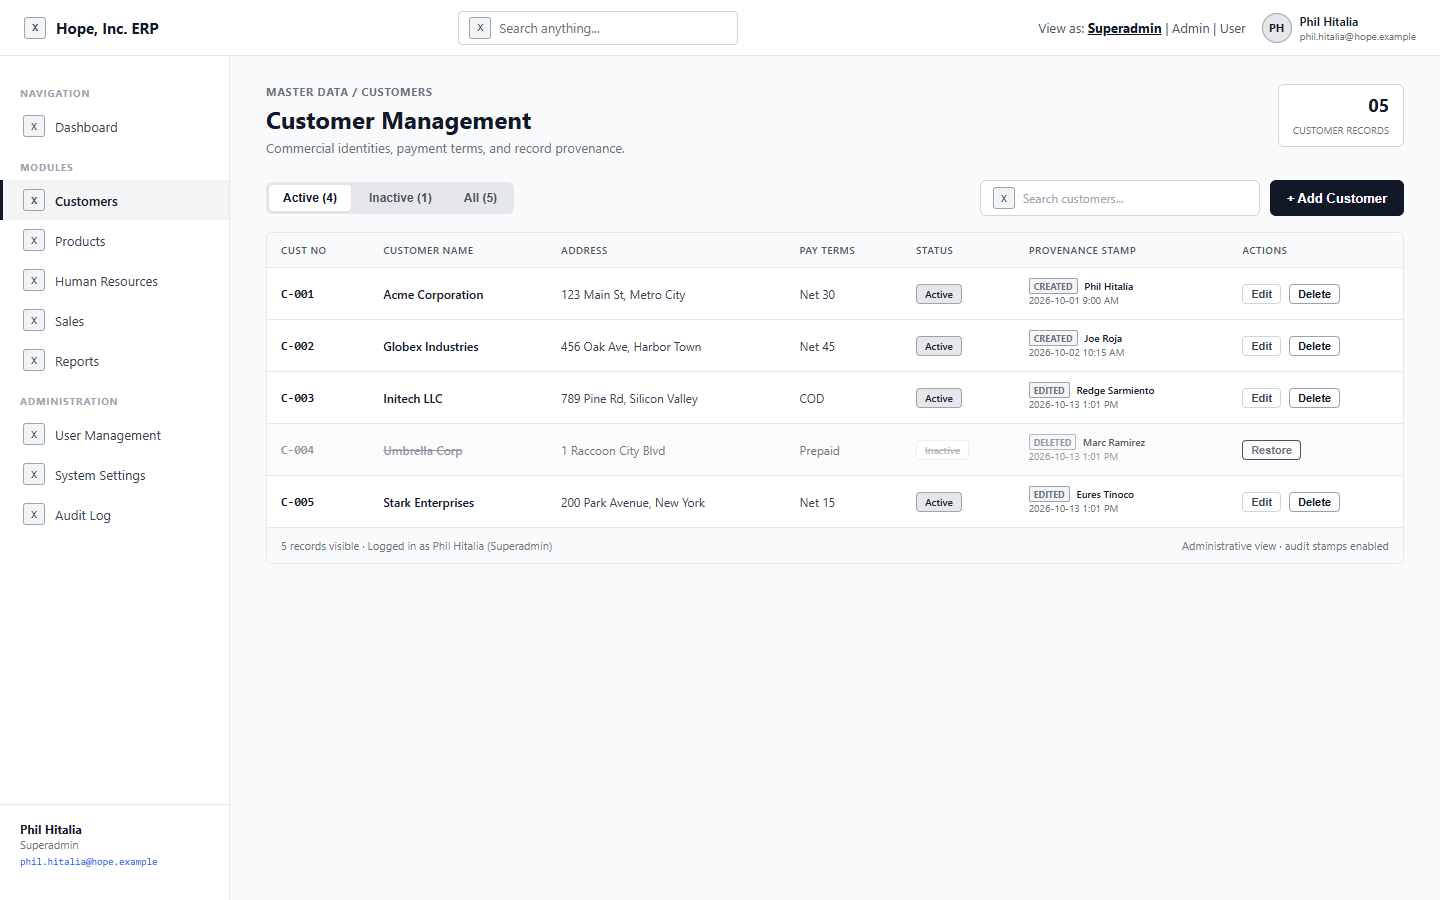 X Hope, Inc. ERP
X Search anything...
View as: Superadmin | Admin | User
PH
Phil Hitalia
phil.hitalia@hope.example
NAVIGATION
X Dashboard
MODULES
X Customers
X Products
X Human Resources
X Sales
X Reports
ADMINISTRATION
X User Management
X System Settings
X Audit Log
Phil Hitalia
Superadmin
phil.hitalia@hope.example
MASTER DATA / CUSTOMERS
Customer Management
Commercial identities, payment terms, and record provenance.
05
CUSTOMER RECORDS
Active (4) Inactive (1) All (5)
X Search customers...
+ Add Customer
CUST NO CUSTOMER NAME ADDRESS PAY TERMS STATUS PROVENANCE STAMP ACTIONS
C-001 Acme Corporation 123 Main St, Metro City Net 30 Active CREATED Phil Hitalia Edit Delete
2026-10-01 9:00 AM
C-002 Globex Industries 456 Oak Ave, Harbor Town Net 45 Active CREATED Joe Roja Edit Delete
2026-10-02 10:15 AM
C-003 Initech LLC 789 Pine Rd, Silicon Valley COD Active EDITED Redge Sarmiento Edit Delete
2026-10-13 1:01 PM
C-004 Umbrella Corp 1 Raccoon City Blvd Prepaid Inactive DELETED Marc Ramirez Restore
2026-10-13 1:01 PM
C-005 Stark Enterprises 200 Park Avenue, New York Net 15 Active EDITED Eures Tinoco Edit Delete
2026-10-13 1:01 PM
5 records visible · Logged in as Phil Hitalia (Superadmin)
Administrative view · audit stamps enabled